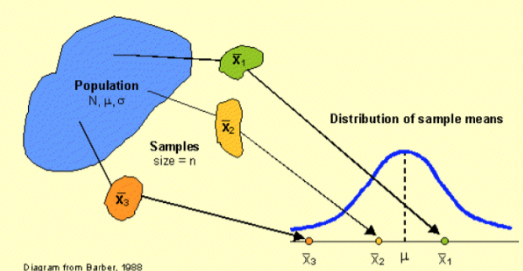 Population
N, μ, σ
x̄₁
x̄₂
x̄₃
Samples
size = n
Distribution of sample means
x̄₃ x̄₂ μ x̄₁
Diagram from Barber, 1988